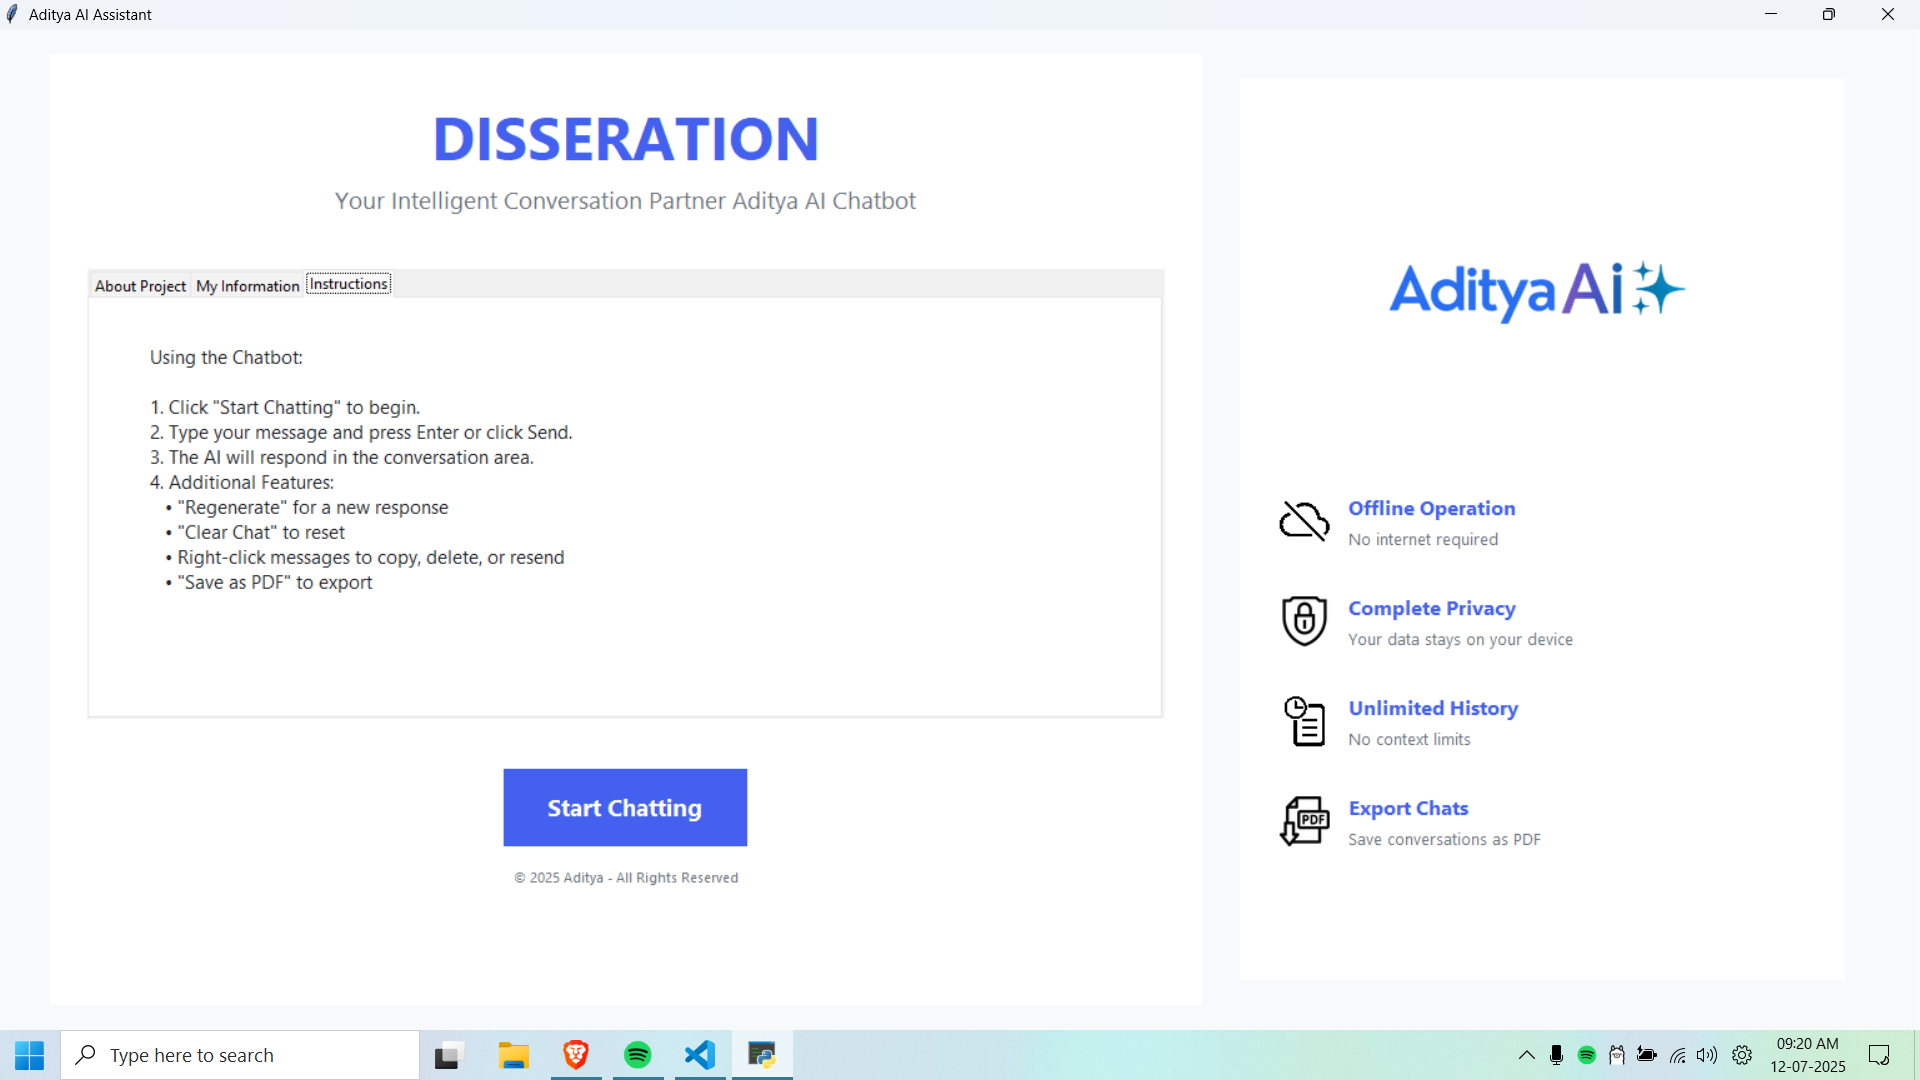 Aditya AI Assistant
DISSERATION
Your Intelligent Conversation Partner Aditya AI Chatbot
About Project My Information Instructions
Using the Chatbot:
1. Click "Start Chatting" to begin.
2. Type your message and press Enter or click Send.
3. The AI will respond in the conversation area.
4. Additional Features:
• "Regenerate" for a new response
• "Clear Chat" to reset
• Right-click messages to copy, delete, or resend
• "Save as PDF" to export
Start Chatting
© 2025 Aditya - All Rights Reserved
Aditya Ai
Offline Operation
No internet required
Complete Privacy
Your data stays on your device
Unlimited History
No context limits
PDF
Export Chats
Save conversations as PDF
Type here to search
09:20 AM
12-07-2025